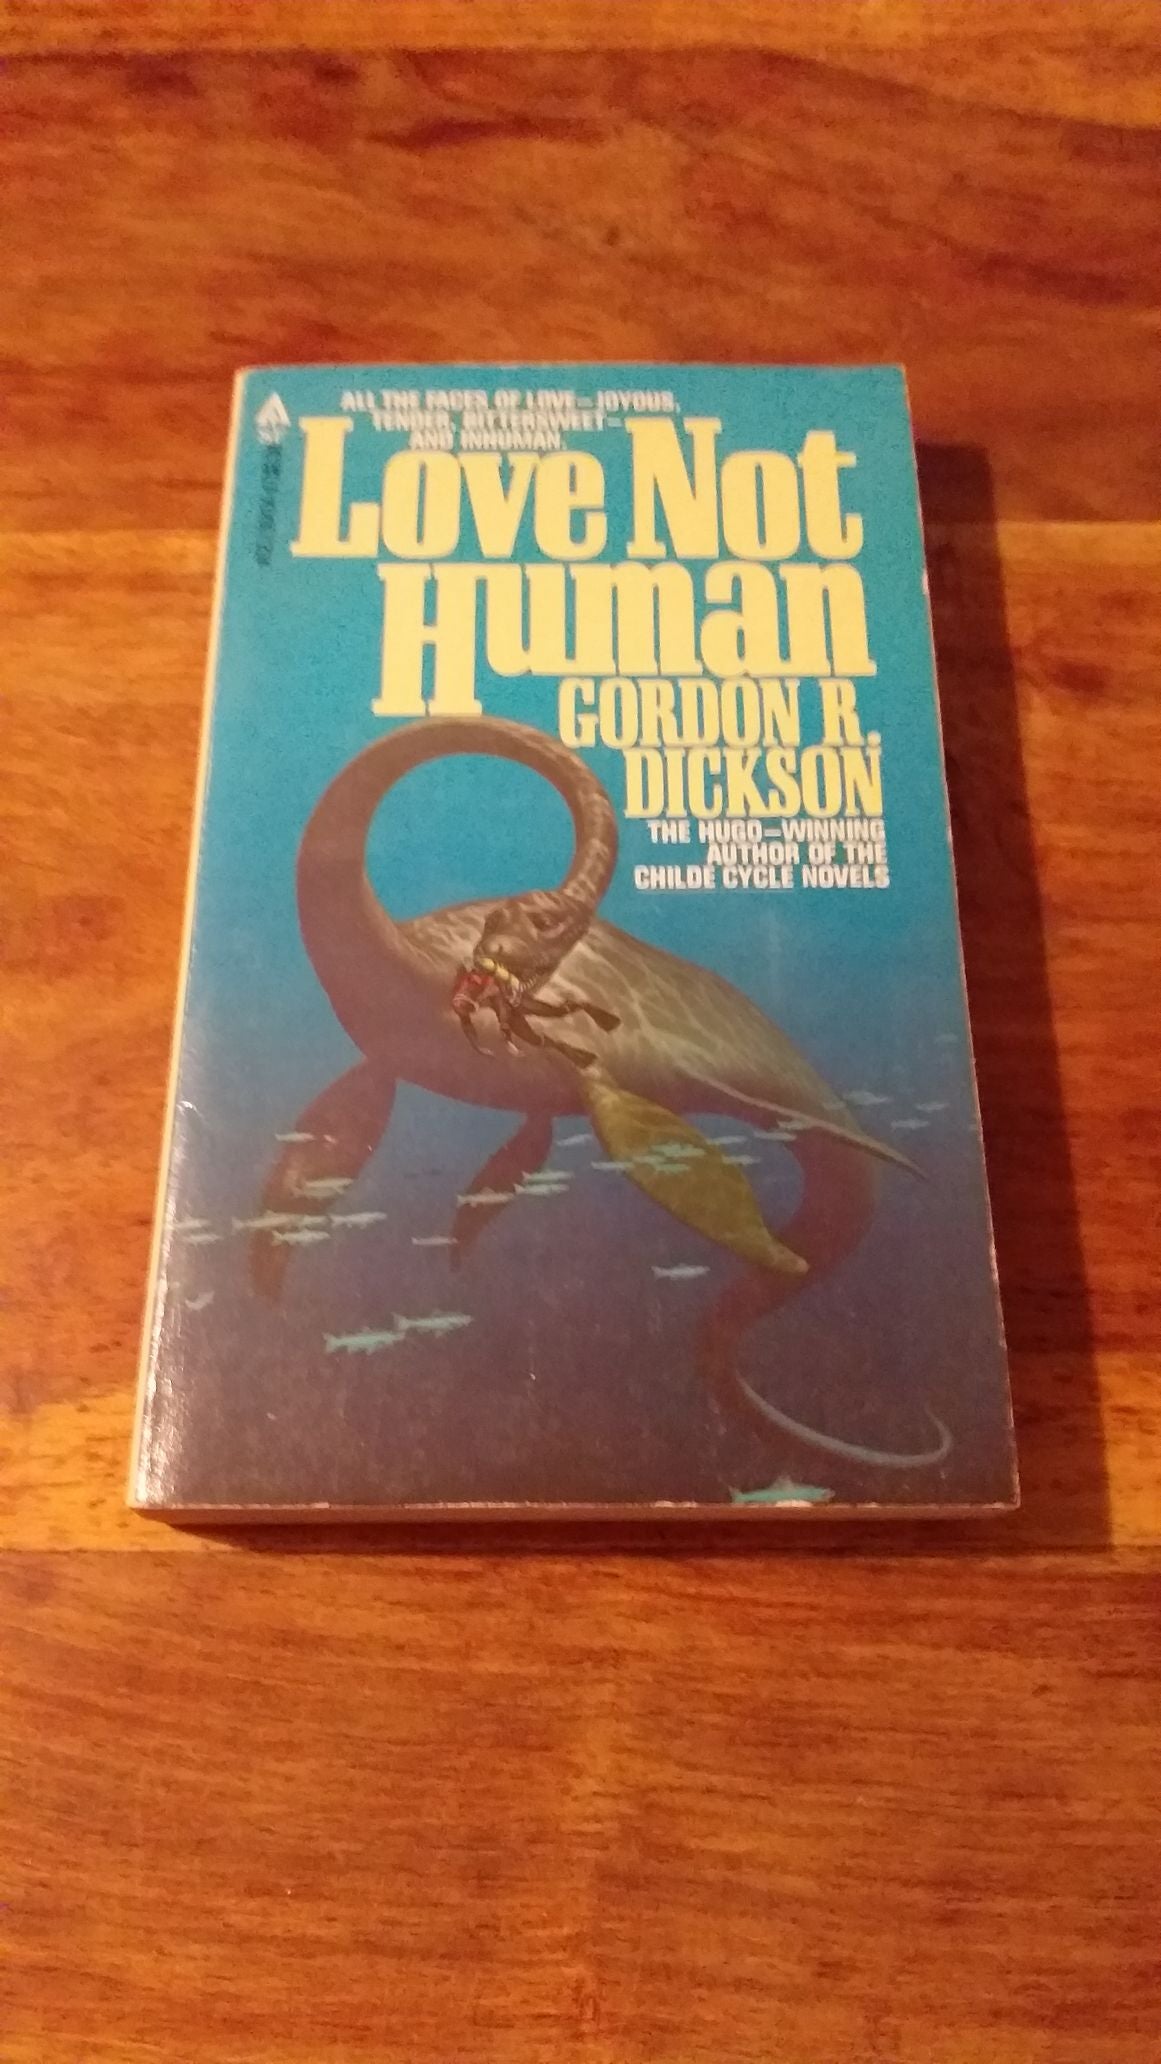 ALL THE FACES OF LOVE—JOYOUS,
TENDER, BITTERSWEET—
AND INHUMAN.
Love Not
Human
GORDON R.
DICKSON
THE HUGO-WINNING
AUTHOR OF THE
CHILDE CYCLE NOVELS